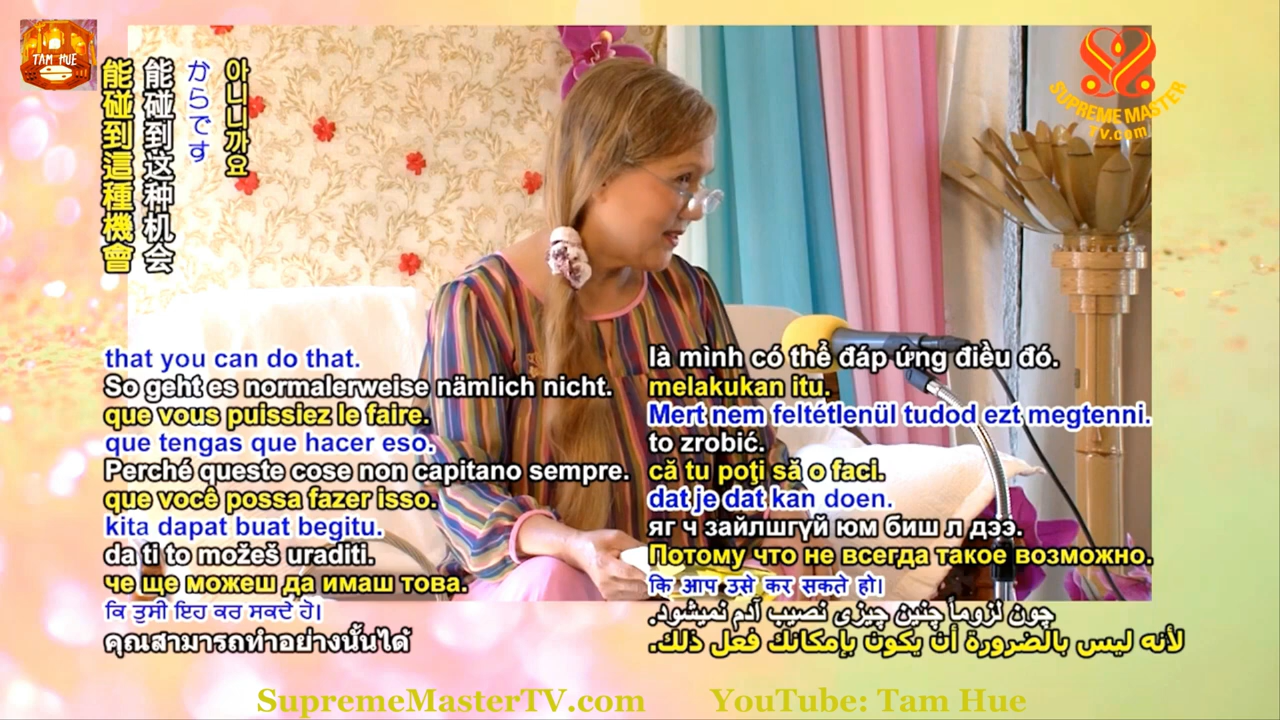 TAM HUE
SUPREME MASTER
TV.com
아니니까요
からです
能碰到这种机会
能碰到這種機會
that you can do that.
So geht es normalerweise nämlich nicht.
que vous puissiez le faire.
que tengas que hacer eso.
Perché queste cose non capitano sempre.
que você possa fazer isso.
kita dapat buat begitu.
da ti to možeš uraditi.
че ще можеш да имаш това.
ਕਿ ਤੁਸੀ ਇਹ ਕਰ ਸਕਦੇ ਹੋ।
คุณสามารถทำอย่างนั้นได้
là mình có thể đáp ứng điều đó.
melakukan itu.
Mert nem feltétlenül tudod ezt megtenni.
to zrobić.
că tu poţi să o faci.
dat je dat kan doen.
яг ч зайлшгүй юм биш л дээ.
Потому что не всегда такое возможно.
कि आप उसे कर सकते हो।
چون لزوماً چنین چیزی نصیب آدم نمیشود.
لأنه ليس بالضرورة أن يكون بإمكانك فعل ذلك.
SupremeMasterTV.com YouTube: Tam Hue